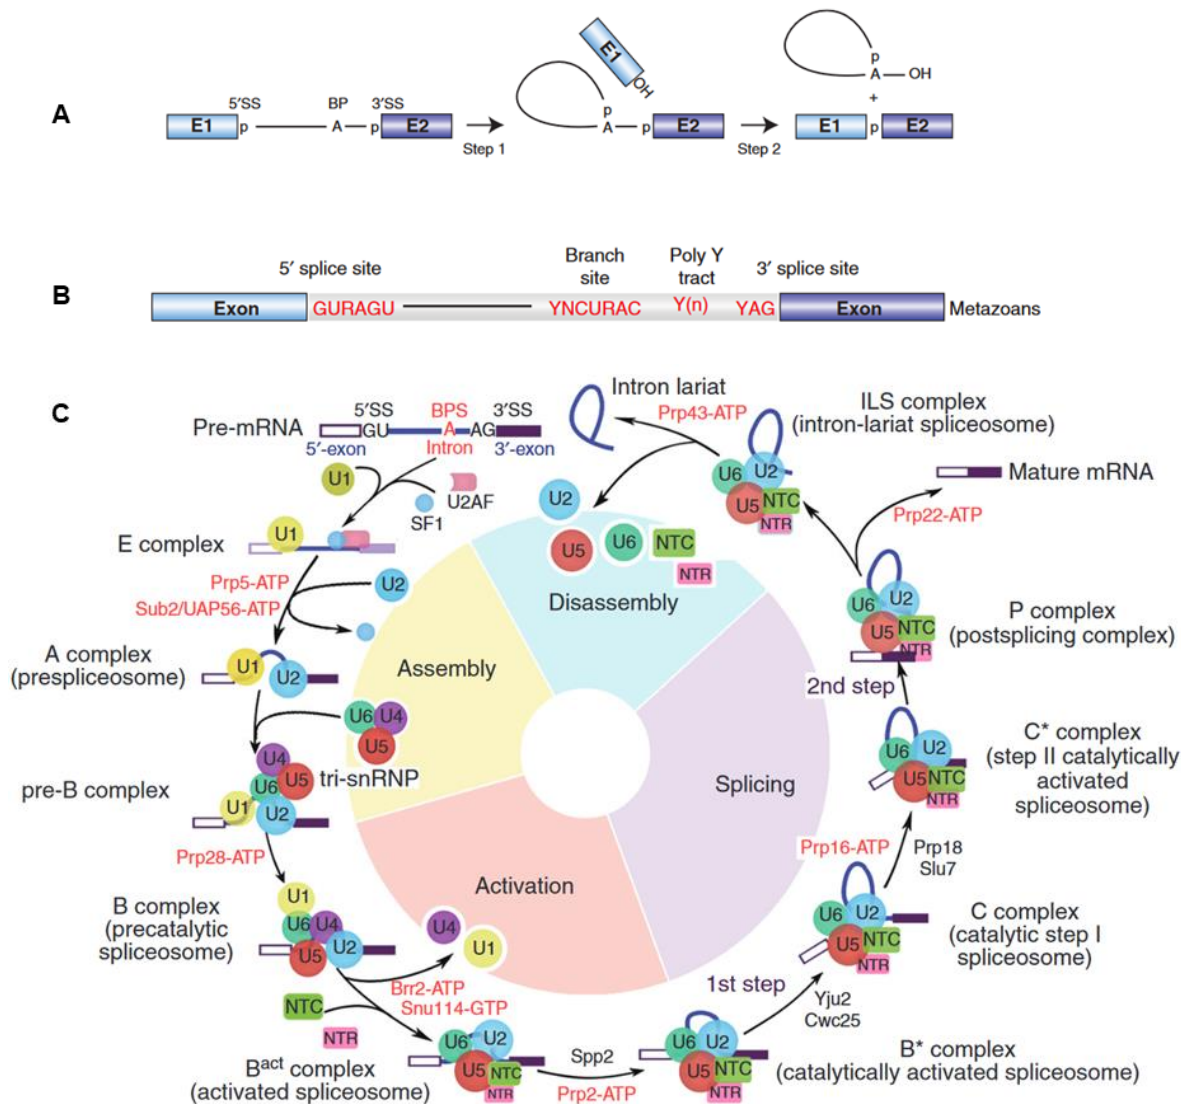 A
E1
5′SS
p
BP
A
3′SS
p
E2
Step 1
E1
OH
p
A
p
E2
Step 2
p
A
OH
+
E1
p
E2
B
5′ splice site
Branch
site
Poly Y
tract
3′ splice site
Exon
GURAGU
YNCURAC
Y(n)
YAG
Exon
Metazoans
C
Pre-mRNA
5′SS
BPS
3′SS
GU
A
AG
5′-exon
Intron
3′-exon
U1
U2AF
SF1
E complex
U1
Prp5-ATP
Sub2/UAP56-ATP
U2
A complex
(prespliceosome)
U1
U2
Assembly
U6
U4
U5
tri-snRNP
pre-B complex
U4
U6
U5
U1
U2
Prp28-ATP
B complex
(precatalytic
spliceosome)
U1
U6
U4
U5
U2
Activation
U4
U1
Brr2-ATP
Snu114-GTP
NTC
NTR
Bact complex
(activated spliceosome)
U6
U2
U5
NTC
NTR
Spp2
Prp2-ATP
U6
U2
U5
NTC
NTR
B* complex
(catalytically activated spliceosome)
1st step
Yju2
Cwc25
Splicing
U6
U2
U5
NTC
NTR
C complex
(catalytic step I
spliceosome)
Prp16-ATP
Prp18
Slu7
U6
U2
U5
NTC
NTR
C* complex
(step II catalytically
activated
spliceosome)
2nd step
U6
U2
U5
NTC
NTR
P complex
(postsplicing complex)
Prp22-ATP
Mature mRNA
U6
U2
U5
NTC
NTR
ILS complex
(intron-lariat spliceosome)
Prp43-ATP
Intron lariat
U2
U5
U6
NTC
NTR
Disassembly